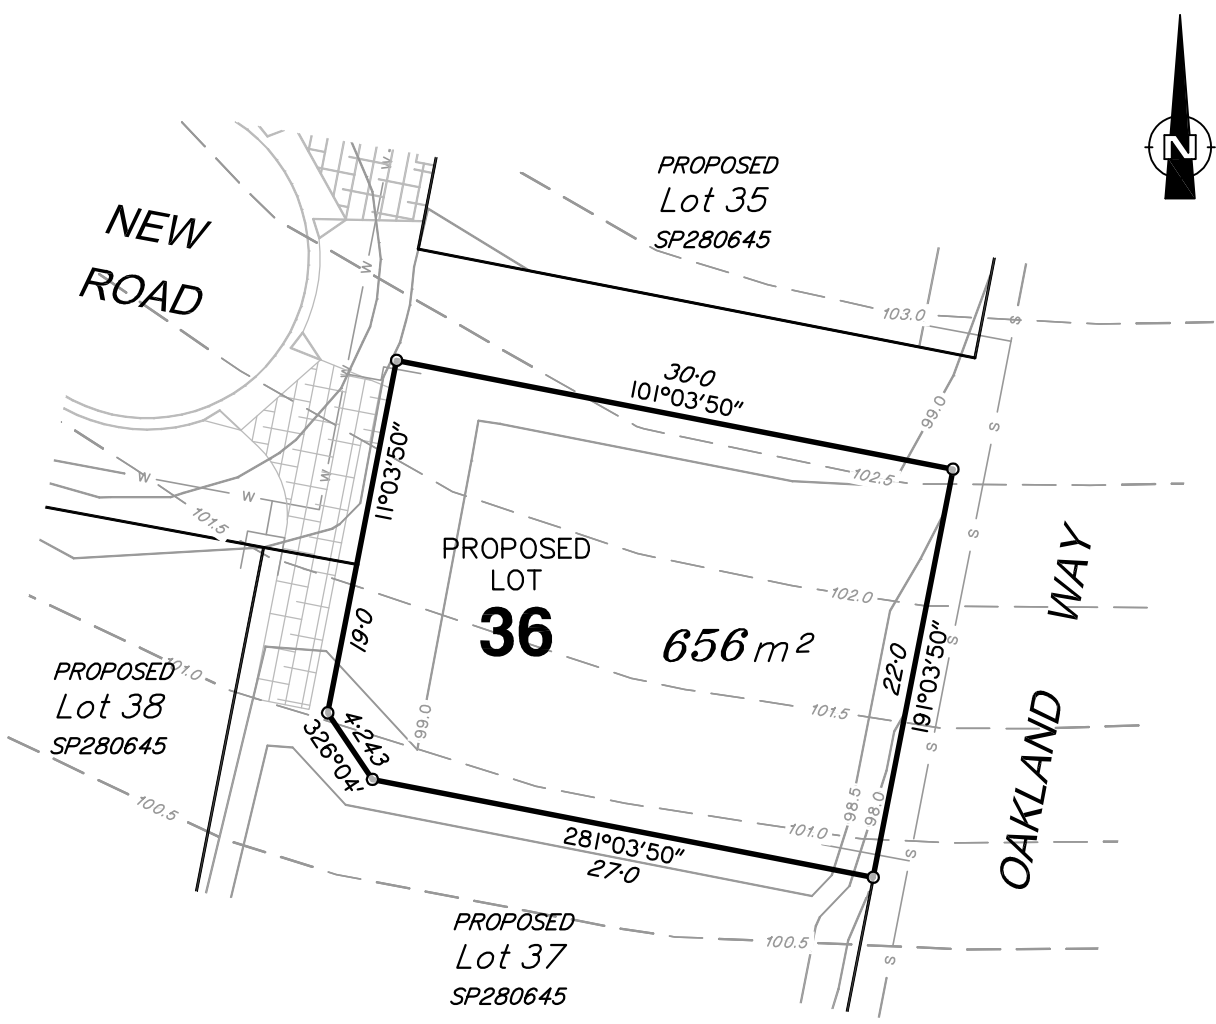 N
PROPOSED
Lot 35
SP280645
NEW
ROAD
W
W
W
W
W
W
103.0
S
30·0
101°03'50"
99.0
S
102.5
11°03'50"
101.5
S
PROPOSED
LOT
36
656 m²
102.0
WAY
19·0
S
22·0
191°03'50"
PROPOSED
Lot 38
SP280645
101.0
99.0
101.5
OAKLAND
4·243
326°04'
S
100.5
98.5
98.0
101.0
S
281°03'50"
27·0
PROPOSED
Lot 37
SP280645
100.5
S